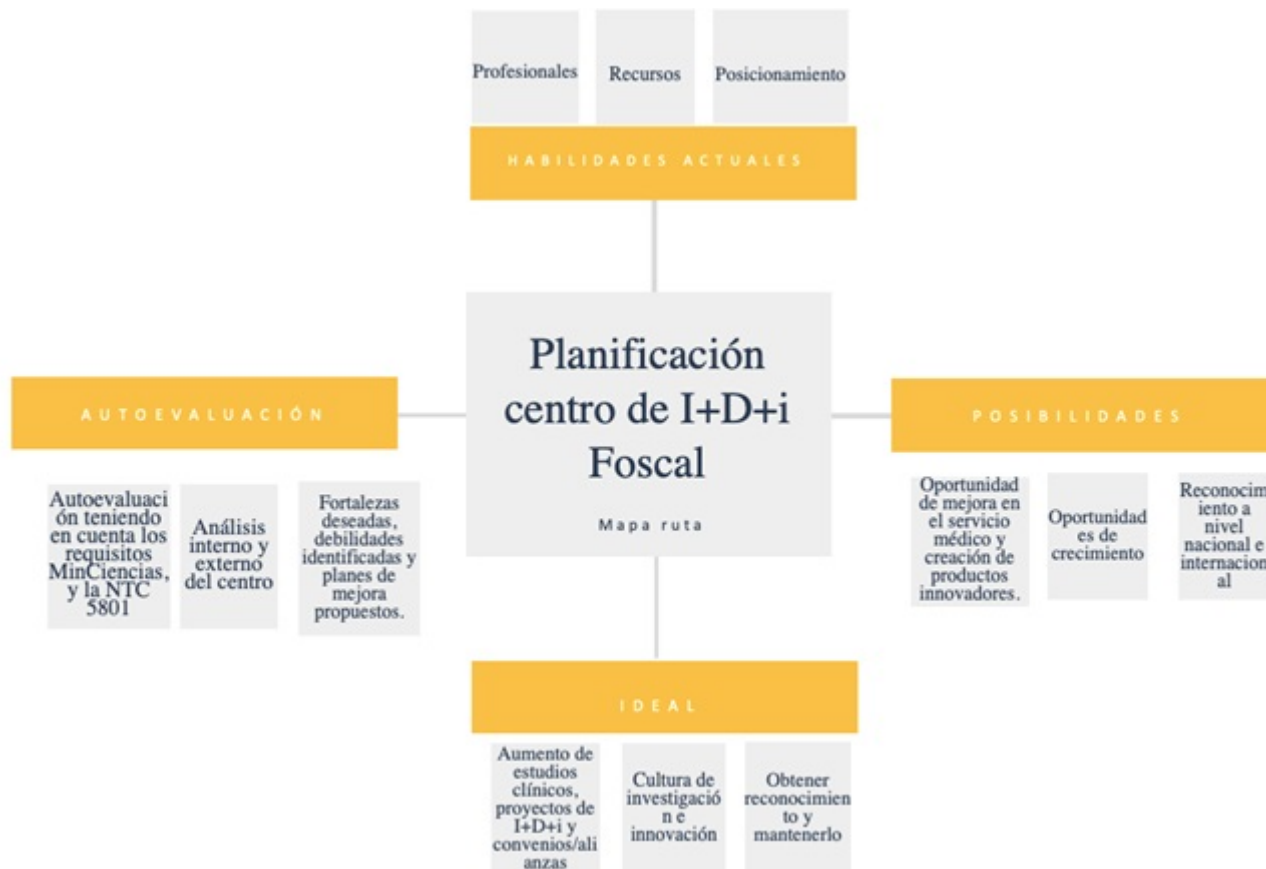 Profesionales
Recursos
Posicionamiento
HABILIDADES ACTUALES
Planificación
centro de I+D+i
Foscal
Mapa ruta
AUTOEVALUACIÓN
Autoevaluaci
ón teniendo
en cuenta los
requisitos
MinCiencias,
y la NTC
5801
Análisis
interno y
externo
del centro
Fortalezas
deseadas,
debilidades
identificadas y
planes de
mejora
propuestos.
POSIBILIDADES
Oportunidad
de mejora en
el servicio
médico y
creación de
productos
innovadores.
Oportunidad
es de
crecimiento
Reconocim
iento a
nivel
nacional e
internacion
al
IDEAL
Aumento de
estudios
clínicos,
proyectos de
I+D+i y
convenios/ali
anzas
Cultura de
investigació
n e
innovación
Obtener
reconocimien
to y
mantenerlo